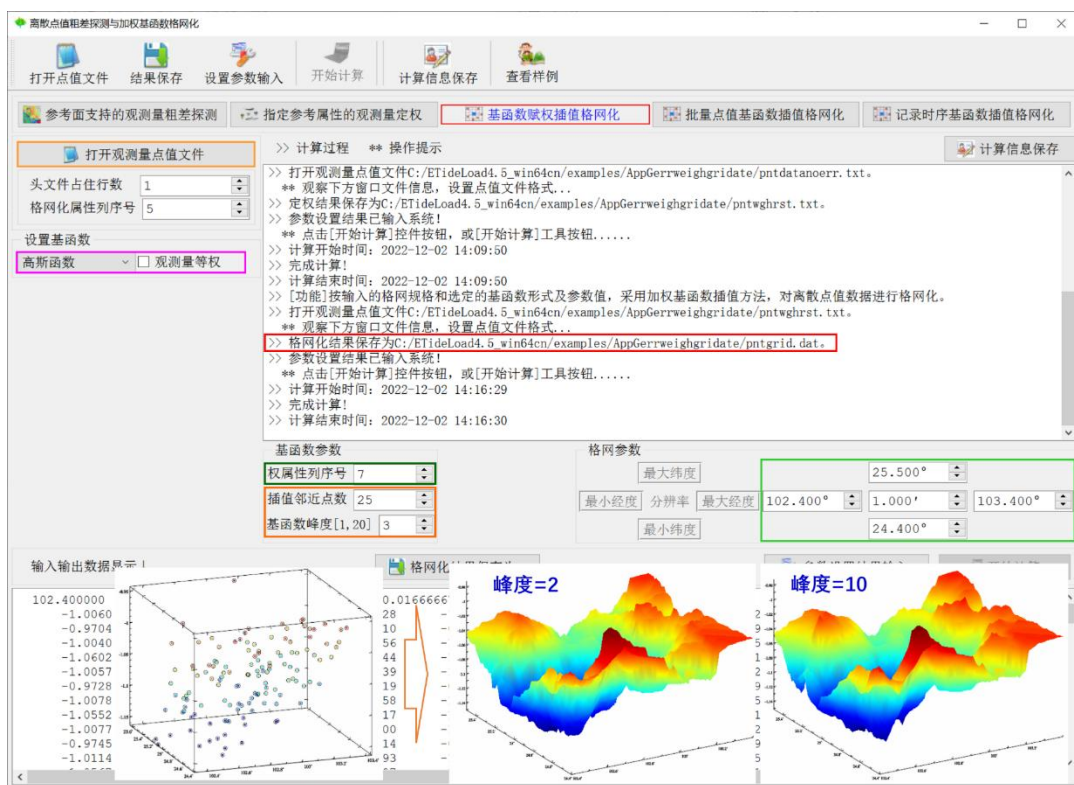 离散点值粗差探测与加权基函数格网化
打开点值文件 结果保存 设置参数输入 开始计算 计算信息保存 查看样例
参考面支持的观测量粗差探测 指定参考属性的观测量定权 基函数赋权插值格网化 批量点值基函数插值格网化 记录时序基函数插值格网化
打开观测量点值文件
头文件占住行数 1
格网化属性列序号 5
设置基函数
高斯函数 观测量等权
>> 计算过程 ** 操作提示
计算信息保存
>> 打开观测量点值文件C:/ETideLoad4.5_win64cn/examples/AppGerrweighgridate/pntdatanoerr.txt。
** 观察下方窗口文件信息，设置点值文件格式...
>> 定权结果保存为C:/ETideLoad4.5_win64cn/examples/AppGerrweighgridate/pntwghrst.txt。
>> 参数设置结果已输入系统！
** 点击[开始计算]控件按钮，或[开始计算]工具按钮......
>> 计算开始时间：2022-12-02 14:09:50
>> 完成计算！
>> 计算结束时间：2022-12-02 14:09:50
>> [功能]按输入的格网规格和选定的基函数形式及参数值，采用加权基函数插值方法，对离散点值数据进行格网化。
>> 打开观测量点值文件C:/ETideLoad4.5_win64cn/examples/AppGerrweighgridate/pntwghrst.txt。
** 观察下方窗口文件信息，设置点值文件格式...
>> 格网化结果保存为C:/ETideLoad4.5_win64cn/examples/AppGerrweighgridate/pntgrid.dat。
>> 参数设置结果已输入系统！
** 点击[开始计算]控件按钮，或[开始计算]工具按钮......
>> 计算开始时间：2022-12-02 14:16:29
>> 完成计算！
>> 计算结束时间：2022-12-02 14:16:30
基函数参数
权属性列序号 7
插值邻近点数 25
基函数峰度[1,20] 3
格网参数
最大纬度 25.500°
最小经度 分辨率 最大经度 102.400° 1.000′ 103.400°
最小纬度 24.400°
输入输出数据显示
峰度=2
峰度=10
102.400000 0.0166666
-1.0060 28
-0.9704 10
-1.0040 56
-1.0602 44
-1.0057 39
-0.9728 19
-1.0078 58
-1.0552 17
-1.0077 00
-0.9745 14
-1.0114 93